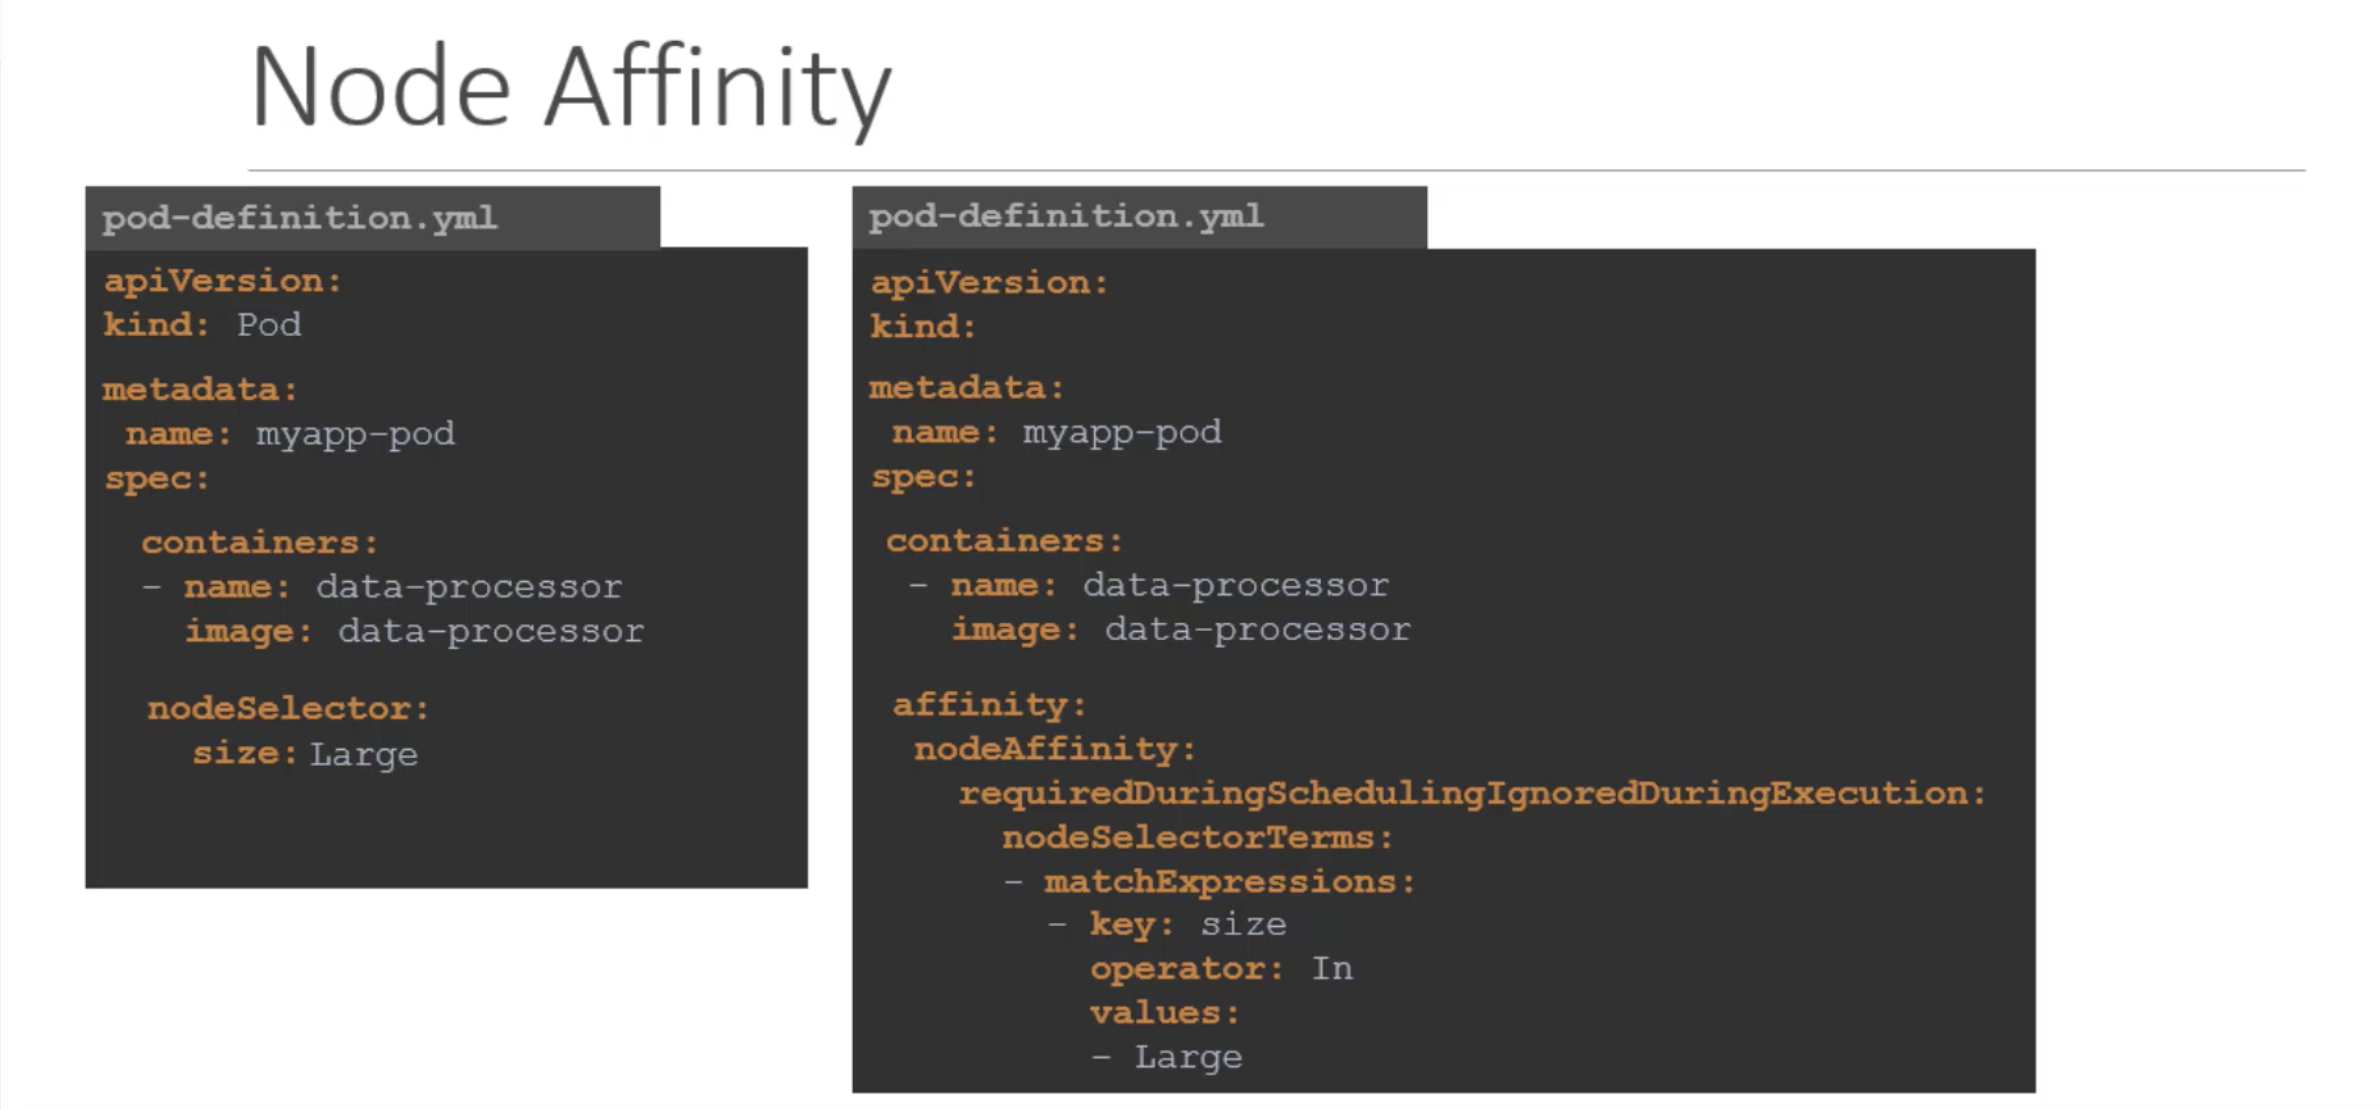 Node Affinity
pod-definition.yml
apiVersion:
kind: Pod
metadata:
name: myapp-pod
spec:
containers:
- name: data-processor
image: data-processor
nodeSelector:
size: Large
pod-definition.yml
apiVersion:
kind:
metadata:
name: myapp-pod
spec:
containers:
- name: data-processor
image: data-processor
affinity:
nodeAffinity:
requiredDuringSchedulingIgnoredDuringExecution:
nodeSelectorTerms:
- matchExpressions:
- key: size
operator: In
values:
- Large